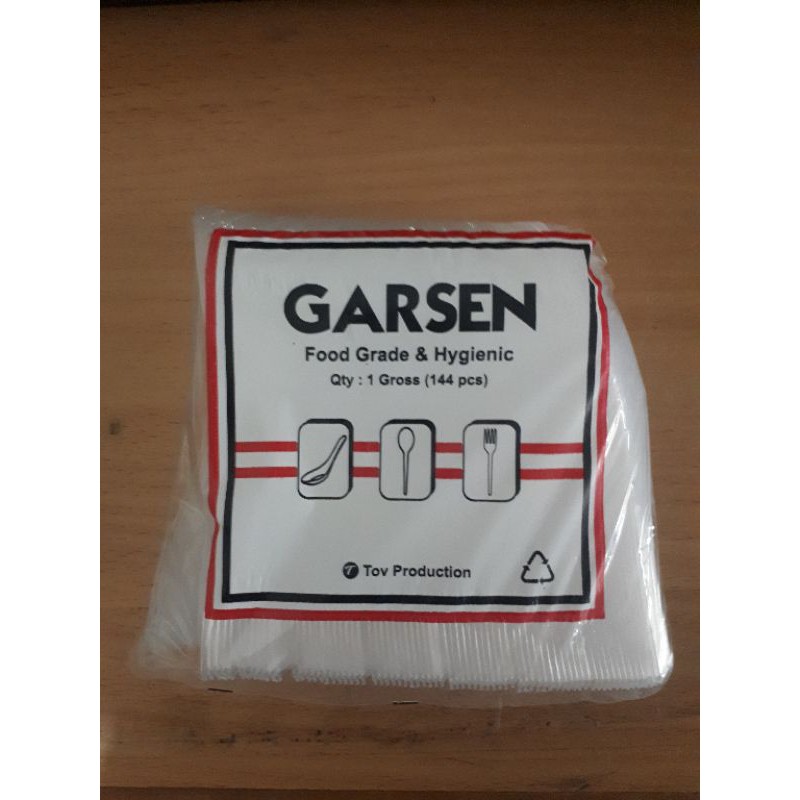 GARSEN
Food Grade & Hygienic
Qty : 1 Gross (144 pcs)
Tov Production